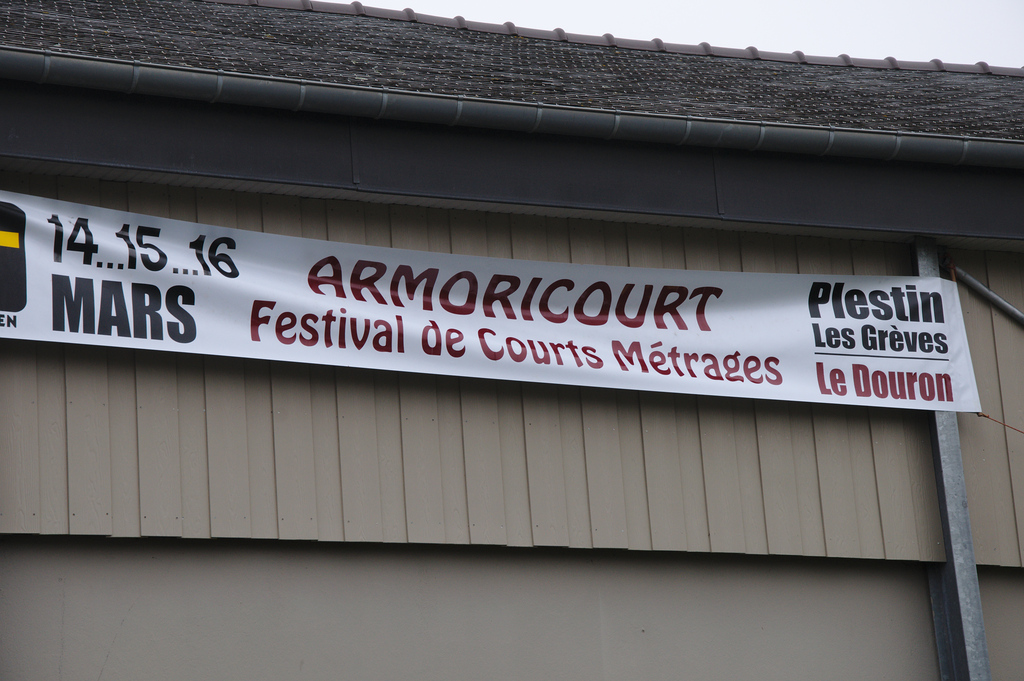 14...15...16
MARS
ARMORICOURT
Festival de Courts Métrages
Plestin
Les Grèves
Le Douron